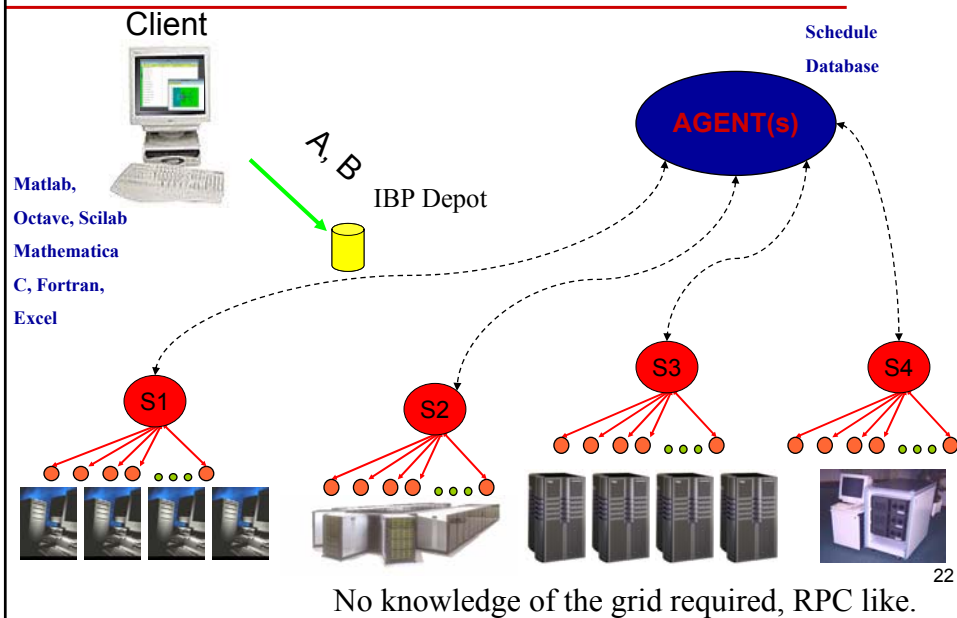 Client
Schedule
Database
AGENT(s)
A, B
IBP Depot
Matlab,
Octave, Scilab
Mathematica
C, Fortran,
Excel
S1
S2
S3
S4
22
No knowledge of the grid required, RPC like.